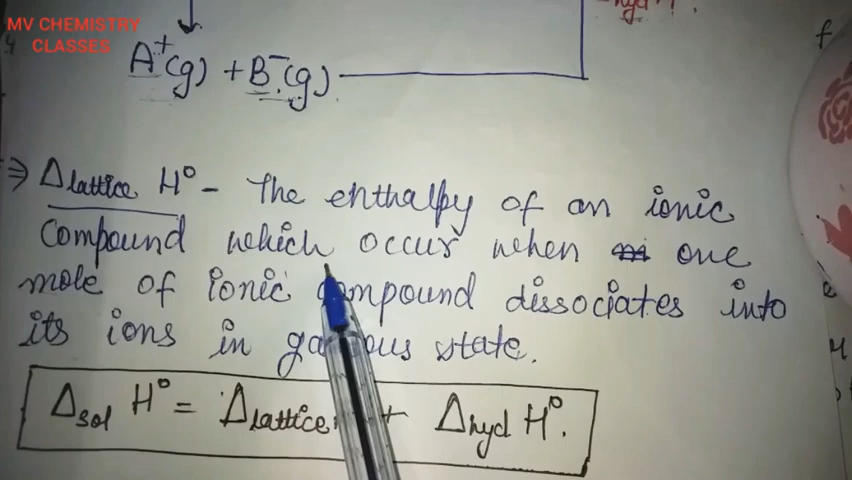 MV CHEMISTRY
CLASSES
A⁺(g) + B⁻(g)
⇒ Δlattice H° - The enthalpy of an ionic
compound which occur when one
mole of ionic compound dissociates into
its ions in gaseous state.
Δsol H° = Δlattice + Δhyd H°.